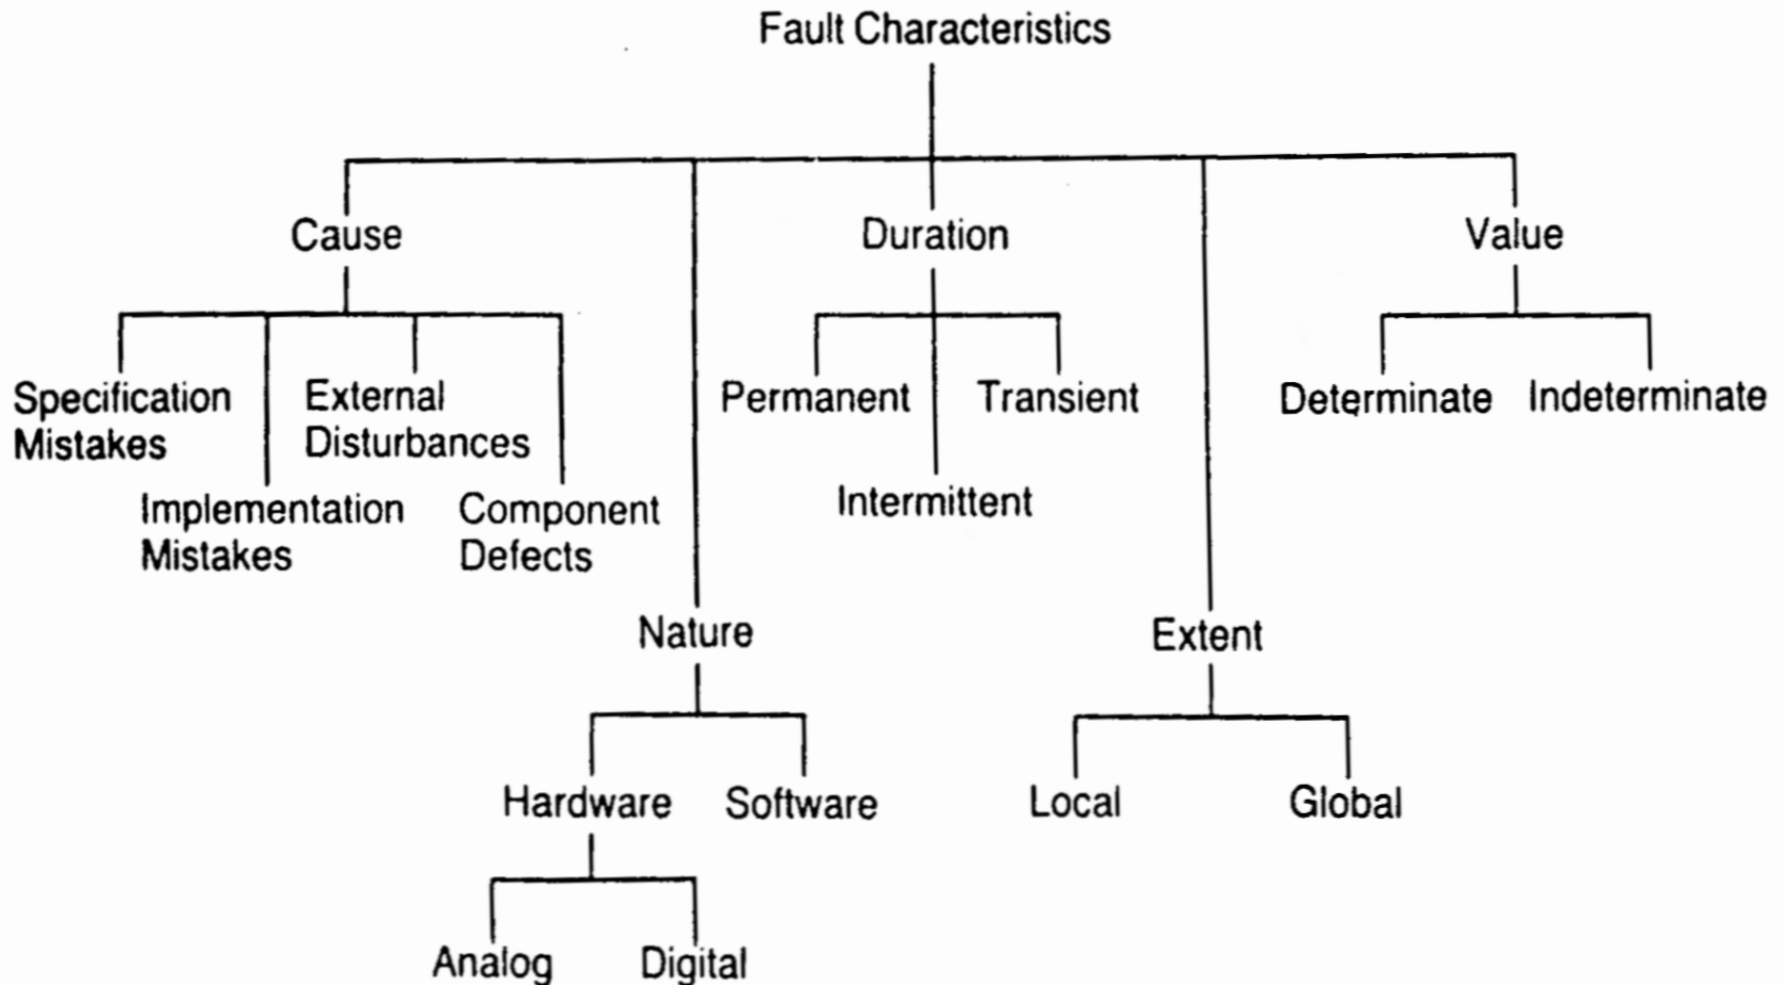 Fault Characteristics
Cause
Duration
Value
Specification
Mistakes
External
Disturbances
Permanent
Transient
Determinate
Indeterminate
Implementation
Mistakes
Component
Defects
Intermittent
Nature
Extent
Hardware
Software
Local
Global
Analog
Digital